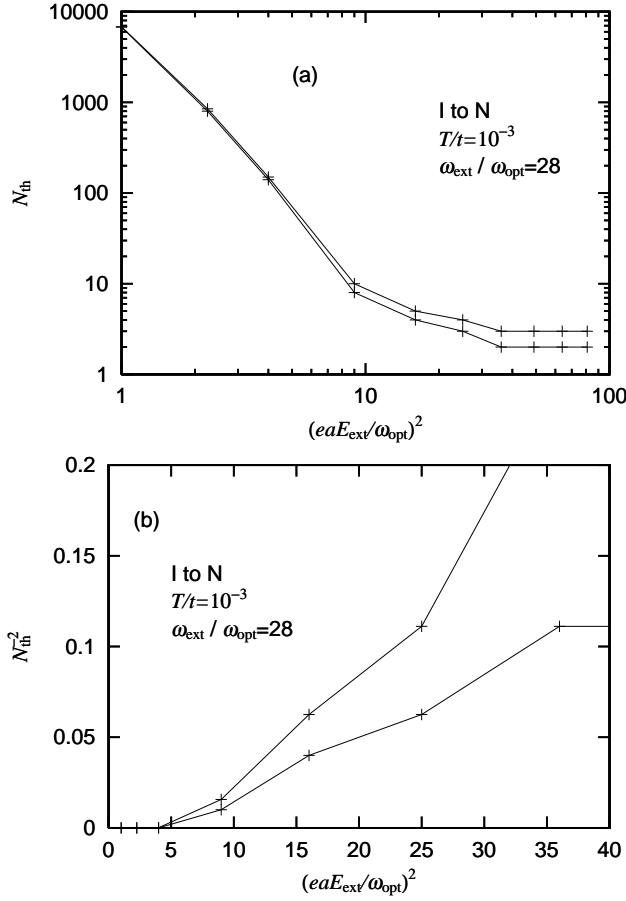 10000
1000
100
10
1
N_th
(a)
I to N
T/t=10^{-3}
ω_ext / ω_opt=28
1
10
100
(eaE_ext/ω_opt)^2
0.2
0.15
0.1
0.05
0
N_th^{-2}
(b)
I to N
T/t=10^{-3}
ω_ext / ω_opt=28
0
5
10
15
20
25
30
35
40
(eaE_ext/ω_opt)^2